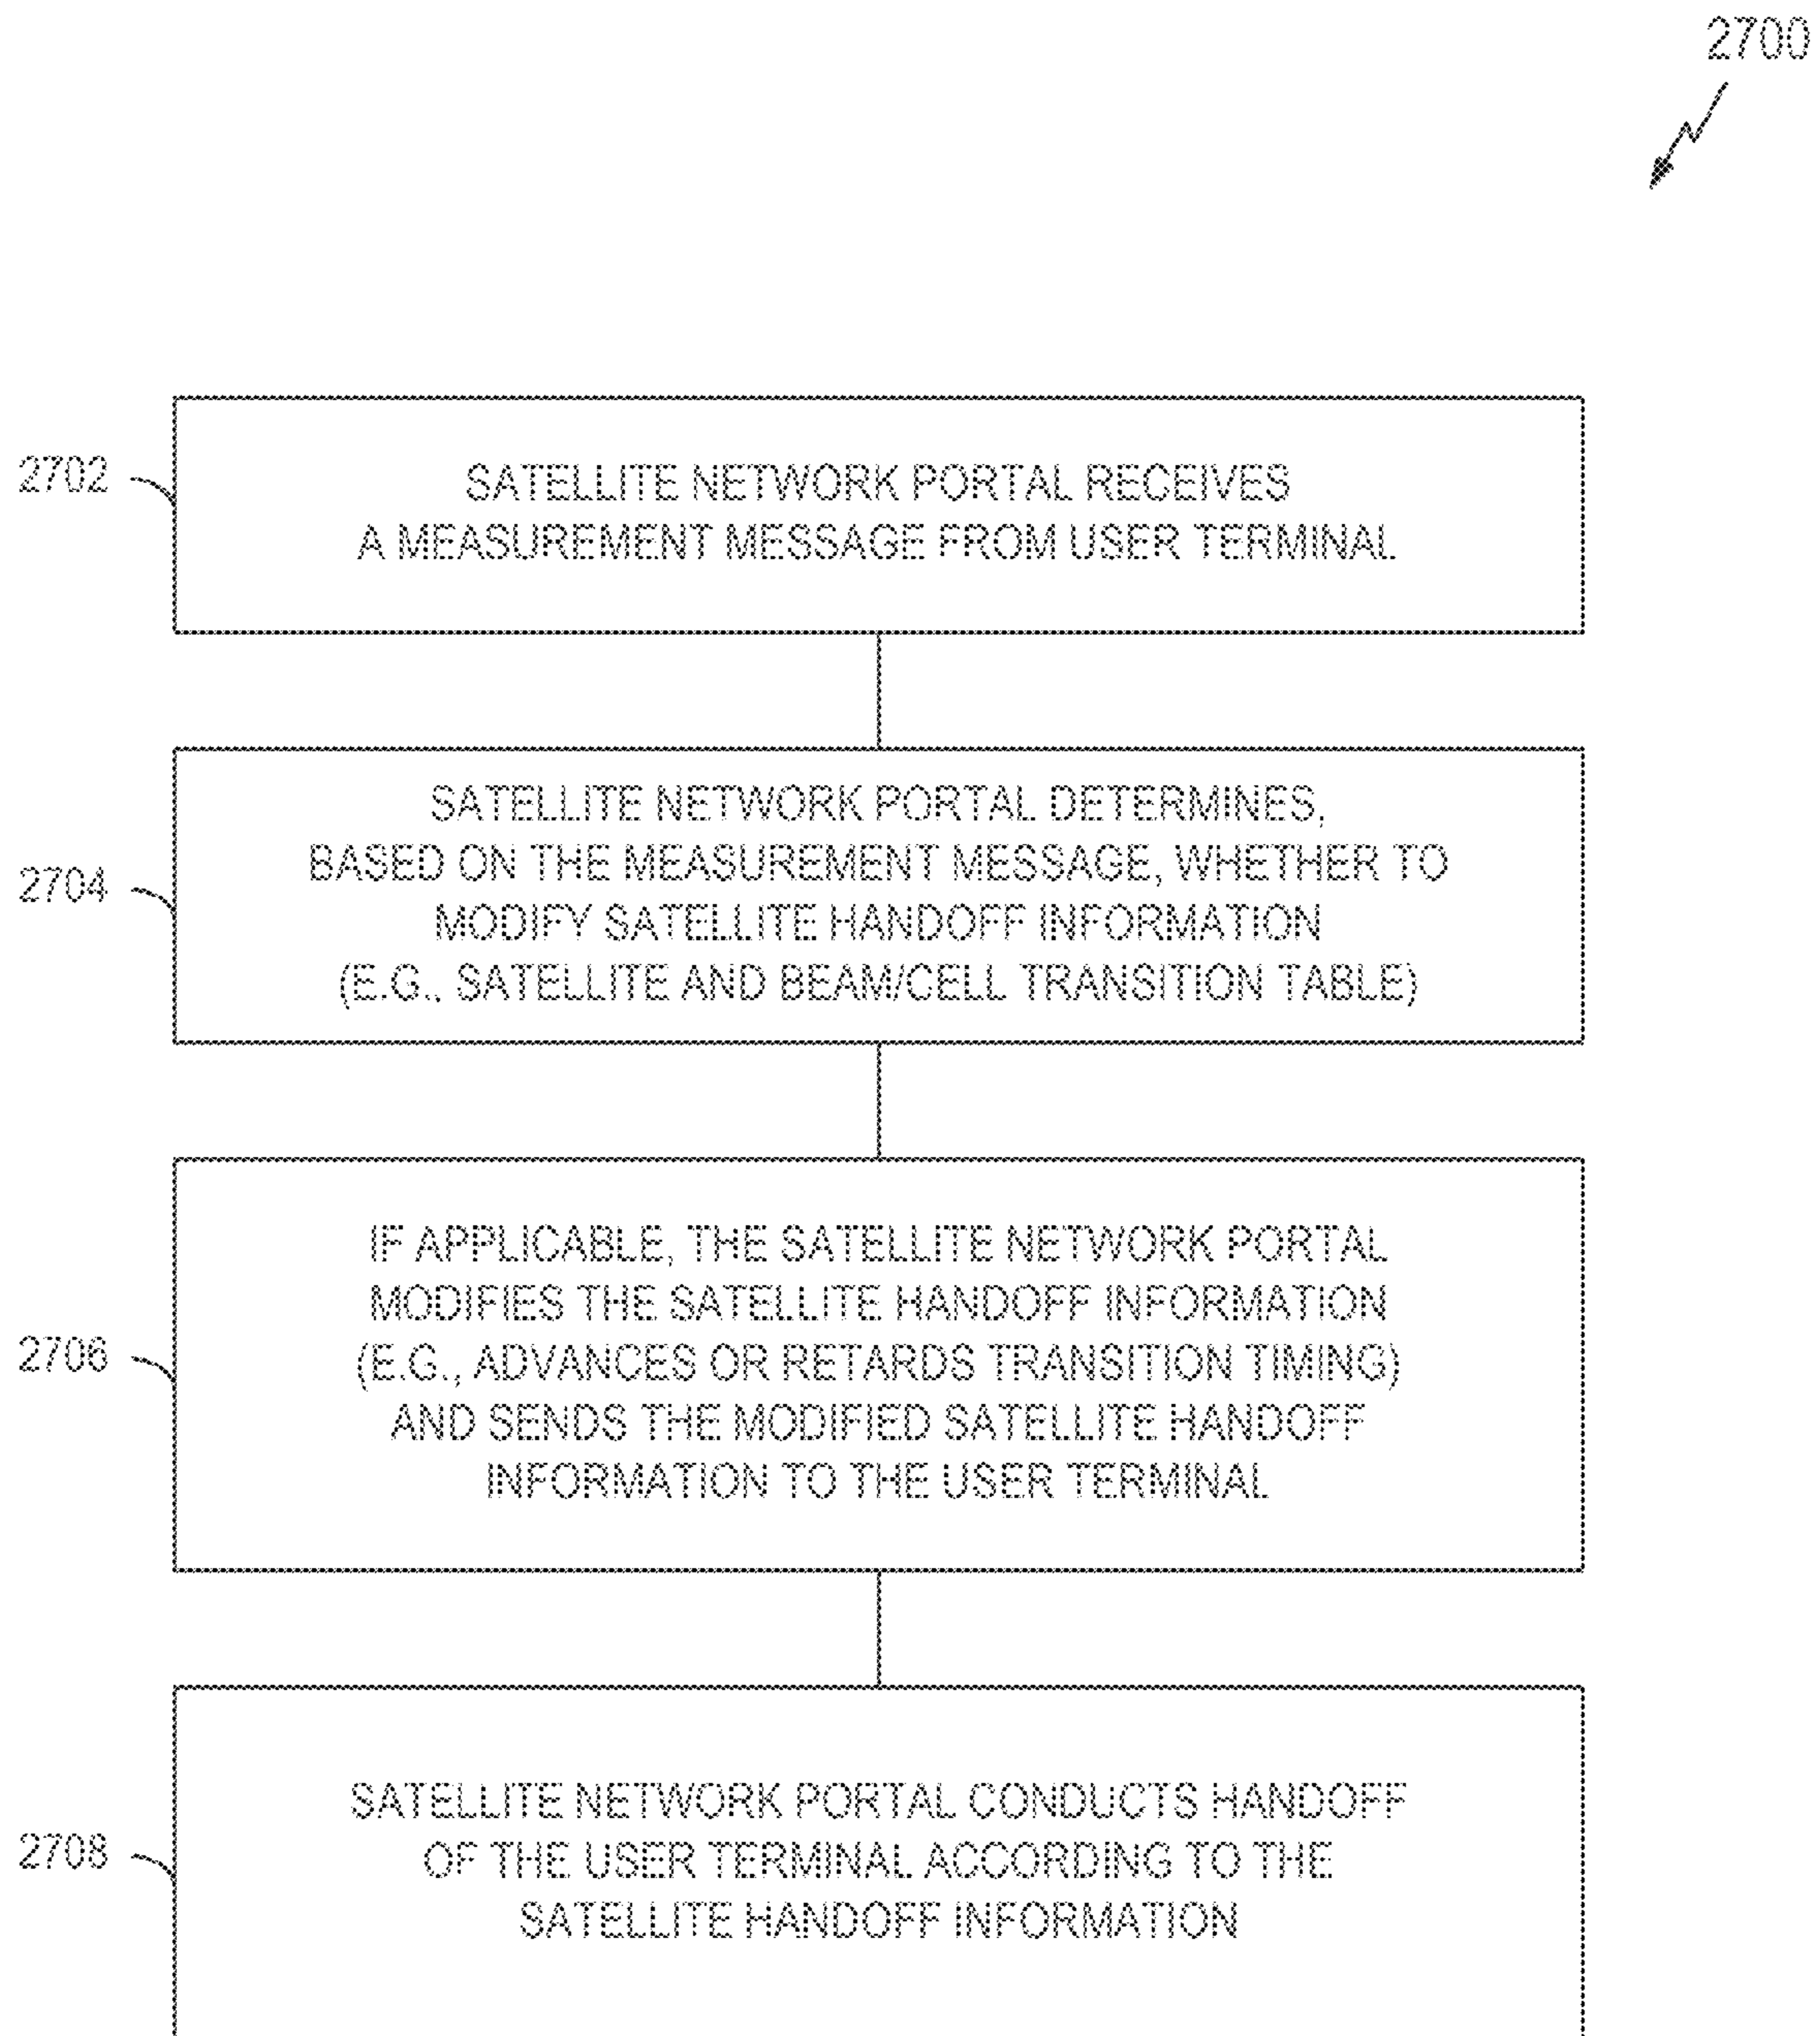 2700
2702
SATELLITE NETWORK PORTAL RECEIVES
A MEASUREMENT MESSAGE FROM USER TERMINAL
2704
SATELLITE NETWORK PORTAL DETERMINES,
BASED ON THE MEASUREMENT MESSAGE, WHETHER TO
MODIFY SATELLITE HANDOFF INFORMATION
(E.G., SATELLITE AND BEAM/CELL TRANSITION TABLE)
2706
IF APPLICABLE, THE SATELLITE NETWORK PORTAL
MODIFIES THE SATELLITE HANDOFF INFORMATION
(E.G., ADVANCES OR RETARDS TRANSITION TIMING)
AND SENDS THE MODIFIED SATELLITE HANDOFF
INFORMATION TO THE USER TERMINAL
2708
SATELLITE NETWORK PORTAL CONDUCTS HANDOFF
OF THE USER TERMINAL ACCORDING TO THE
SATELLITE HANDOFF INFORMATION